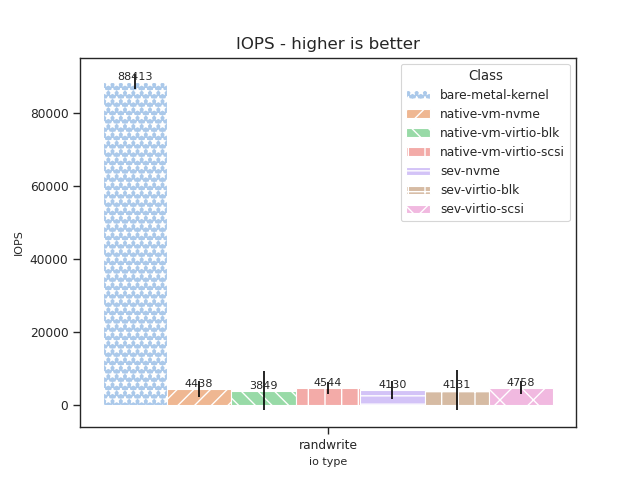 IOPS - higher is better
IOPS
80000
60000
40000
20000
0
88413
4438
3849
4544
4130
4131
4758
Class
bare-metal-kernel
native-vm-nvme
native-vm-virtio-blk
native-vm-virtio-scsi
sev-nvme
sev-virtio-blk
sev-virtio-scsi
randwrite
io type